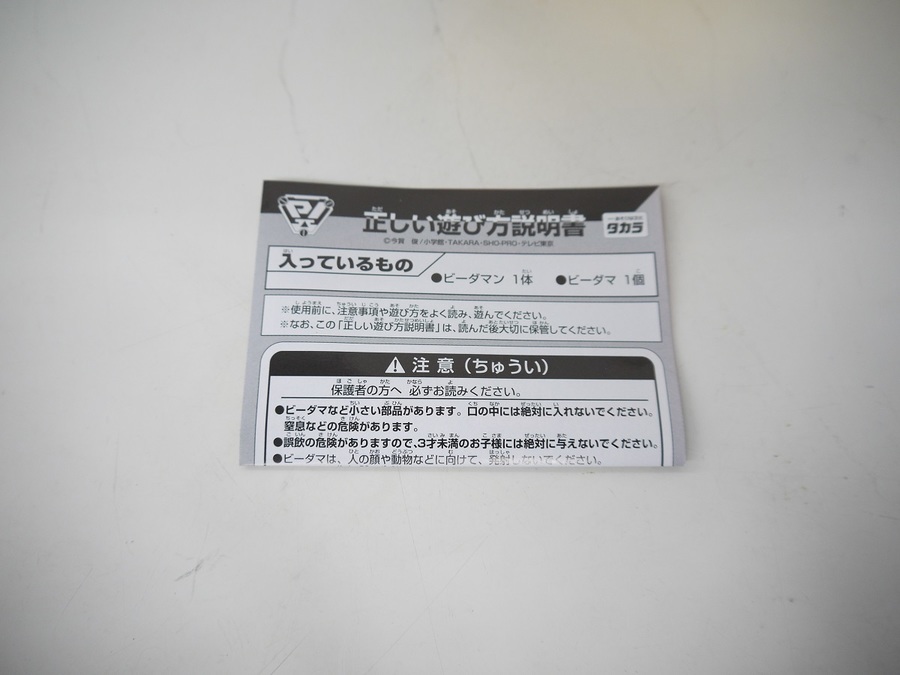 正しい遊び方説明書
タカラ
©今賀 俊/小学館・TAKARA・SHO-PRO・テレビ東京
入っているもの
●ビーダマン 1体 ●ビーダマ 1個
※使用前に、注意事項や遊び方をよく読み、遊んでください。
※なお、この「正しい遊び方説明書」は、読んだ後大切に保管してください。
注意(ちゅうい)
保護者の方へ 必ずお読みください。
●ビーダマなど小さい部品があります。口の中には絶対に入れないでください。
窒息などの危険があります。
●誤飲の危険がありますので、3才未満のお子様には絶対に与えないでください。
●ビーダマは、人の顔や動物などに向けて、発射しないでください。